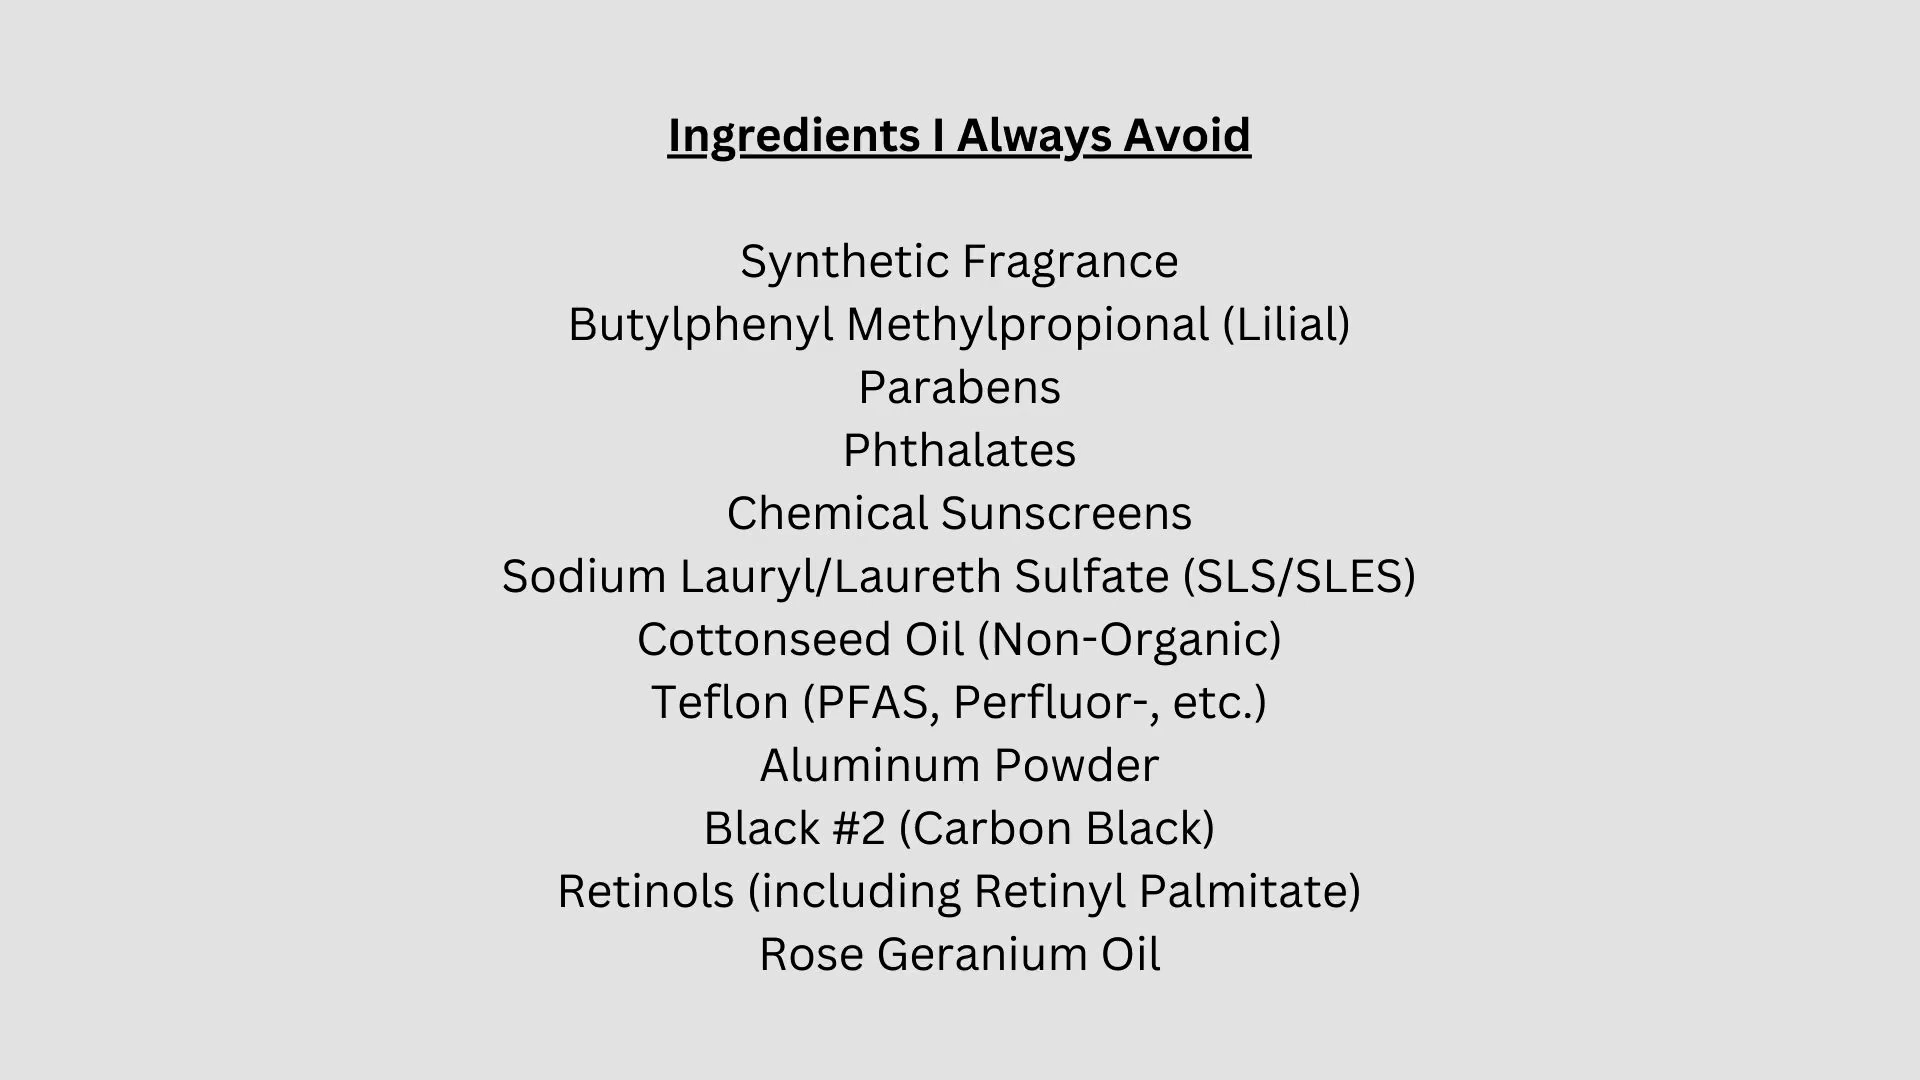 Ingredients I Always Avoid
Synthetic Fragrance
Butylphenyl Methylpropional (Lilial)
Parabens
Phthalates
Chemical Sunscreens
Sodium Lauryl/Laureth Sulfate (SLS/SLES)
Cottonseed Oil (Non-Organic)
Teflon (PFAS, Perfluor-, etc.)
Aluminum Powder
Black #2 (Carbon Black)
Retinols (including Retinyl Palmitate)
Rose Geranium Oil